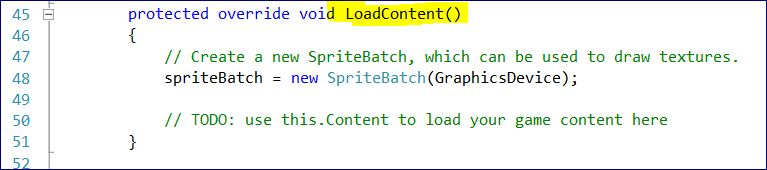 45 protected override void LoadContent()
46 {
47 // Create a new SpriteBatch, which can be used to draw textures.
48 spriteBatch = new SpriteBatch(GraphicsDevice);
49
50 // TODO: use this.Content to load your game content here
51 }
52